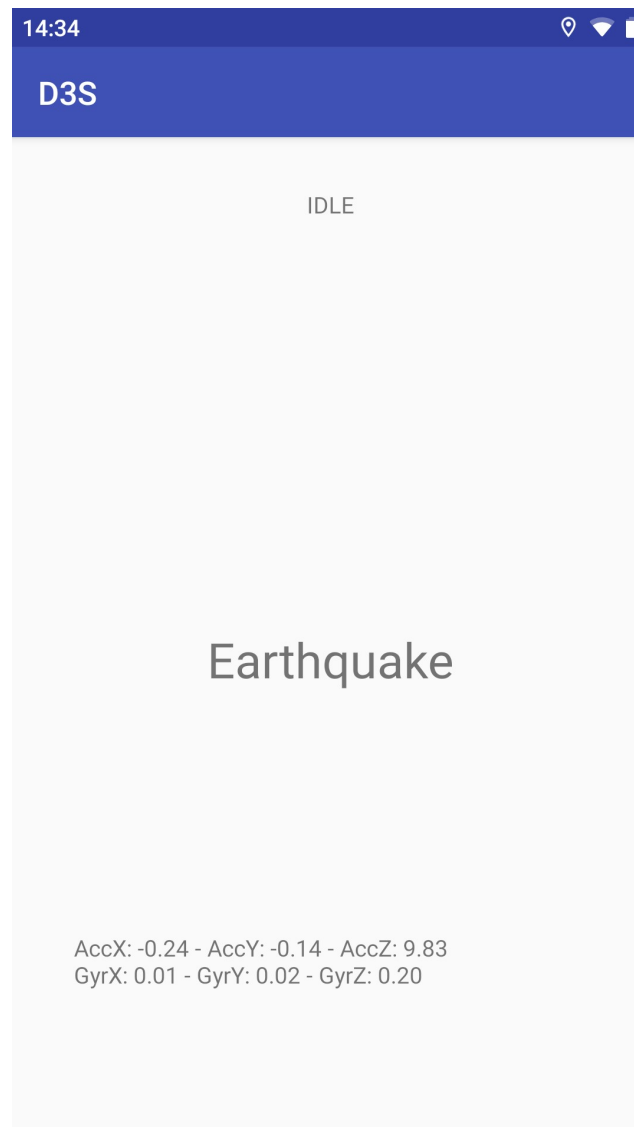 14:34
D3S
IDLE
Earthquake
AccX: -0.24 - AccY: -0.14 - AccZ: 9.83
GyrX: 0.01 - GyrY: 0.02 - GyrZ: 0.20